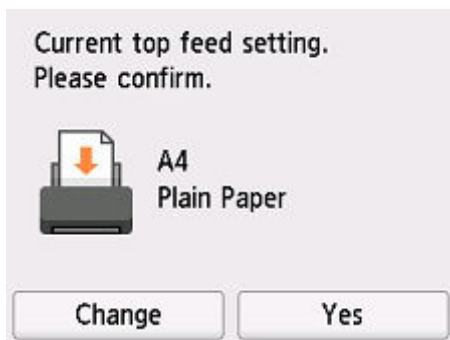 Current top feed setting.
Please confirm.
A4
Plain Paper
Change
Yes